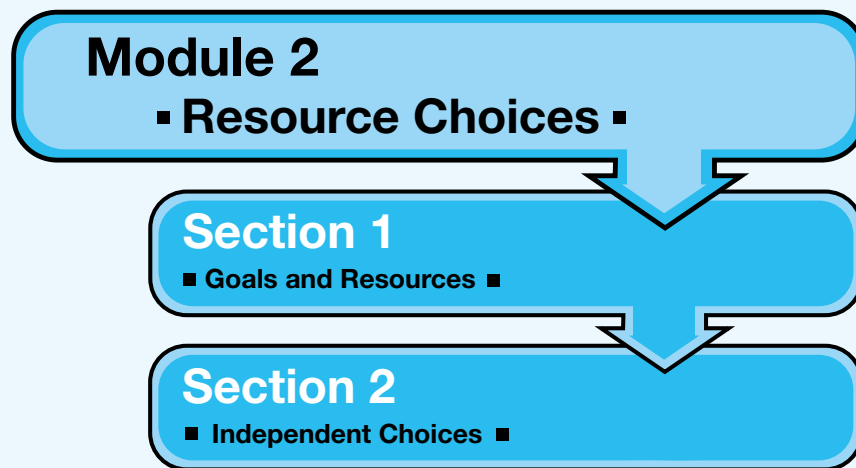 Module 2
▪ Resource Choices ▪
Section 1
■ Goals and Resources ■
Section 2
■ Independent Choices ■